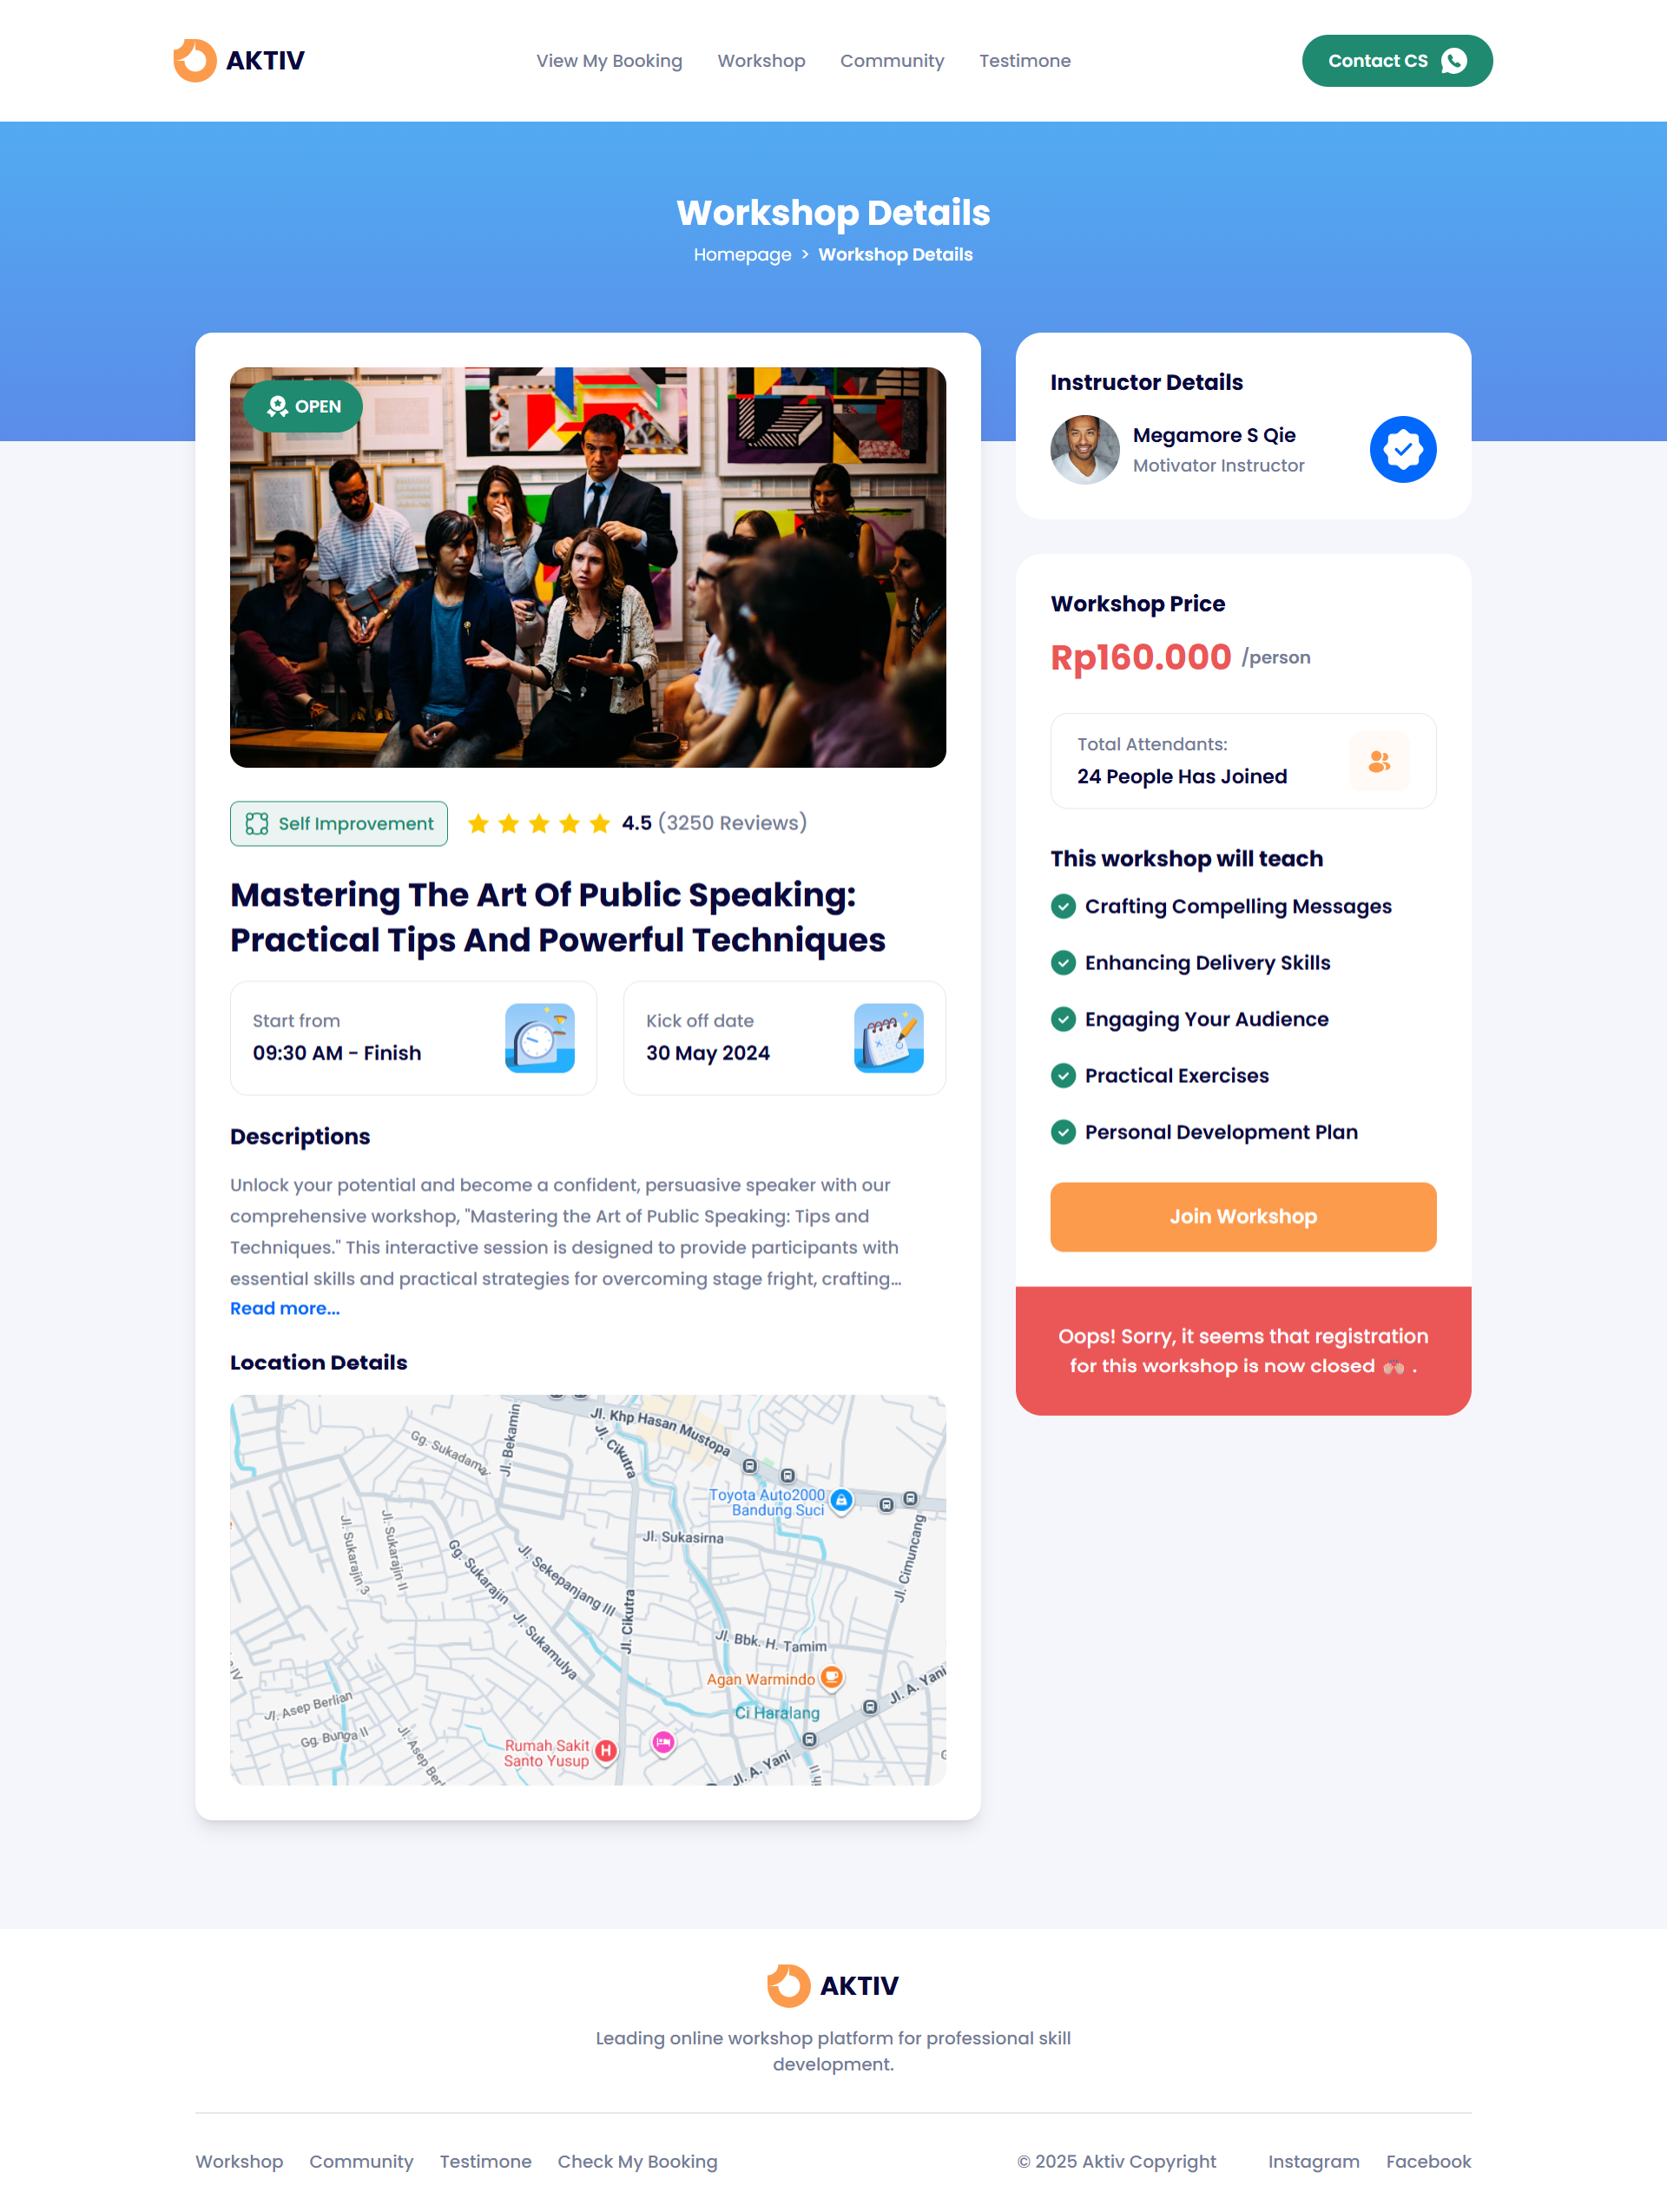 AKTIV
View My Booking
Workshop
Community
Testimone
Contact CS
Workshop Details
Homepage > Workshop Details
OPEN
Self Improvement
4.5 (3250 Reviews)
Mastering The Art Of Public Speaking:
Practical Tips And Powerful Techniques
Start from
09:30 AM - Finish
Kick off date
30 May 2024
Descriptions
Unlock your potential and become a confident, persuasive speaker with our
comprehensive workshop, "Mastering the Art of Public Speaking: Tips and
Techniques." This interactive session is designed to provide participants with
essential skills and practical strategies for overcoming stage fright, crafting...
Read more...
Location Details
Jl. Khp Hasan Mustopa
Gg. Sukadamai
Jl. Bekamin
Jl. Cikutra
Toyota Auto2000
Bandung Suci
Jl. Sukarajin 3
Jl. Sukarajin II
Jl. Sukasirna
Jl. Cimuncang
Gg. Sukarajin
Jl. Sekepanjang III
Jl. Cikutra
Jl. Sukamulya
Jl. Bbk. H. Tamim
Agan Warmindo
Jl. A. Yani
Ci Haralang
Jl. Asep Berlian
Gg. Bunga II
Jl. Asep Ber
Rumah Sakit
Santo Yusup
H
Jl. A. Yani
Instructor Details
Megamore S Qie
Motivator Instructor
Workshop Price
Rp160.000 /person
Total Attendants:
24 People Has Joined
This workshop will teach
Crafting Compelling Messages
Enhancing Delivery Skills
Engaging Your Audience
Practical Exercises
Personal Development Plan
Join Workshop
Oops! Sorry, it seems that registration
for this workshop is now closed 🙌🏻 .
AKTIV
Leading online workshop platform for professional skill
development.
Workshop
Community
Testimone
Check My Booking
© 2025 Aktiv Copyright
Instagram
Facebook